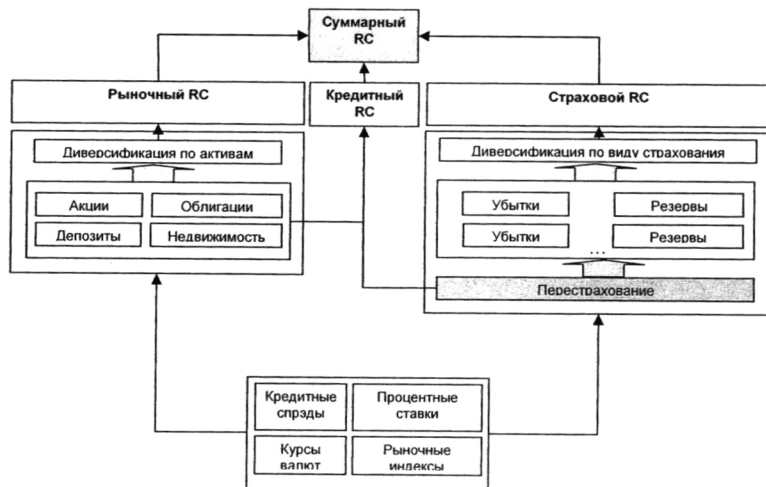 Суммарный
RC
Рыночный RC
Кредитный
RC
Страховой RC
Диверсификация по активам
Диверсификация по виду страхования
Акции
Облигации
Депозиты
Недвижимость
Убытки
Резервы
Убытки
Резервы
...
Перестрахование
Кредитные
спрэды
Процентные
ставки
Курсы
валют
Рыночные
индексы